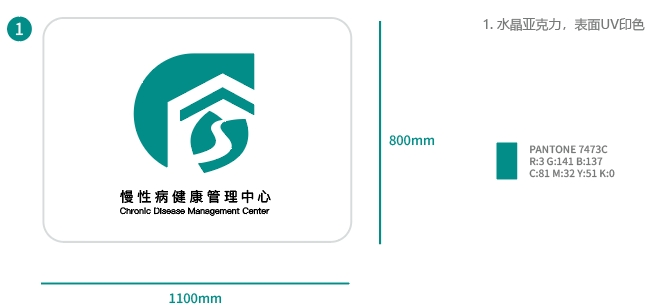 1
1. 水晶亚克力，表面UV印色
800mm
PANTONE 7473C
R:3 G:141 B:137
C:81 M:32 Y:51 K:0
慢性病健康管理中心
Chronic Disease Management Center
1100mm